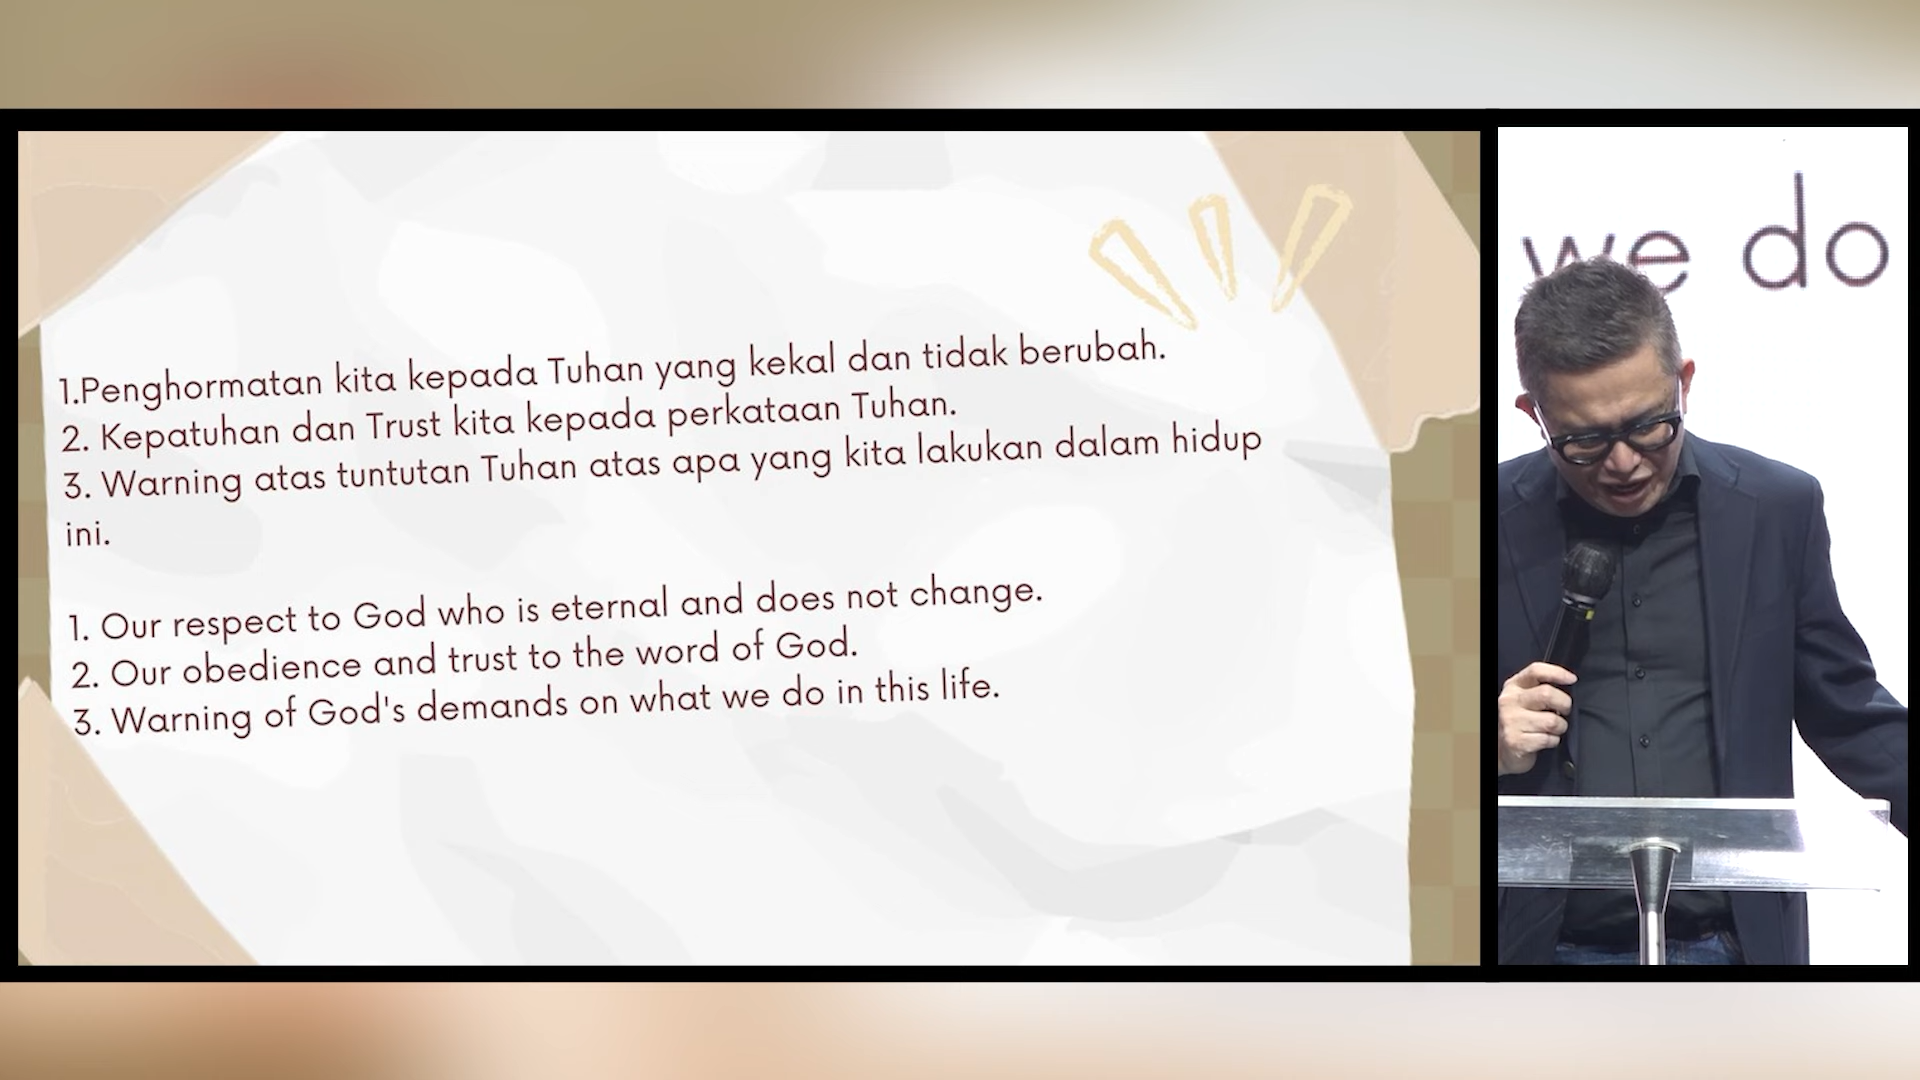 1.Penghormatan kita kepada Tuhan yang kekal dan tidak berubah.
2. Kepatuhan dan Trust kita kepada perkataan Tuhan.
3. Warning atas tuntutan Tuhan atas apa yang kita lakukan dalam hidup
ini.
1. Our respect to God who is eternal and does not change.
2. Our obedience and trust to the word of God.
3. Warning of God's demands on what we do in this life.
we do